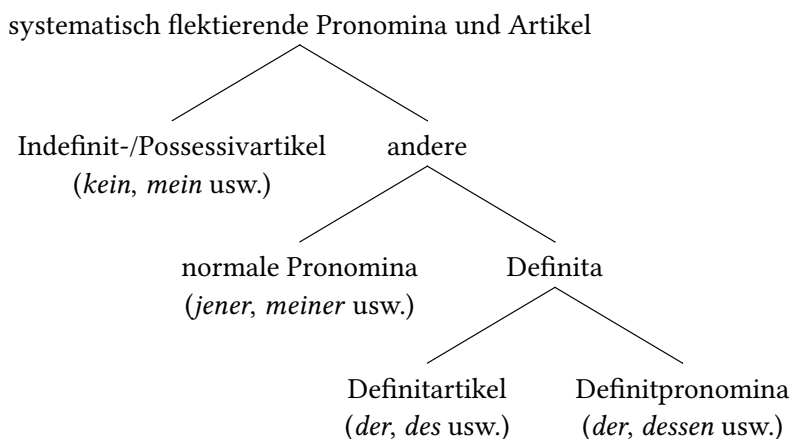 systematisch flektierende Pronomina und Artikel
Indefinit-/Possessivartikel
(kein, mein usw.)
andere
normale Pronomina
(jener, meiner usw.)
Definita
Definitartikel
(der, des usw.)
Definitpronomina
(der, dessen usw.)